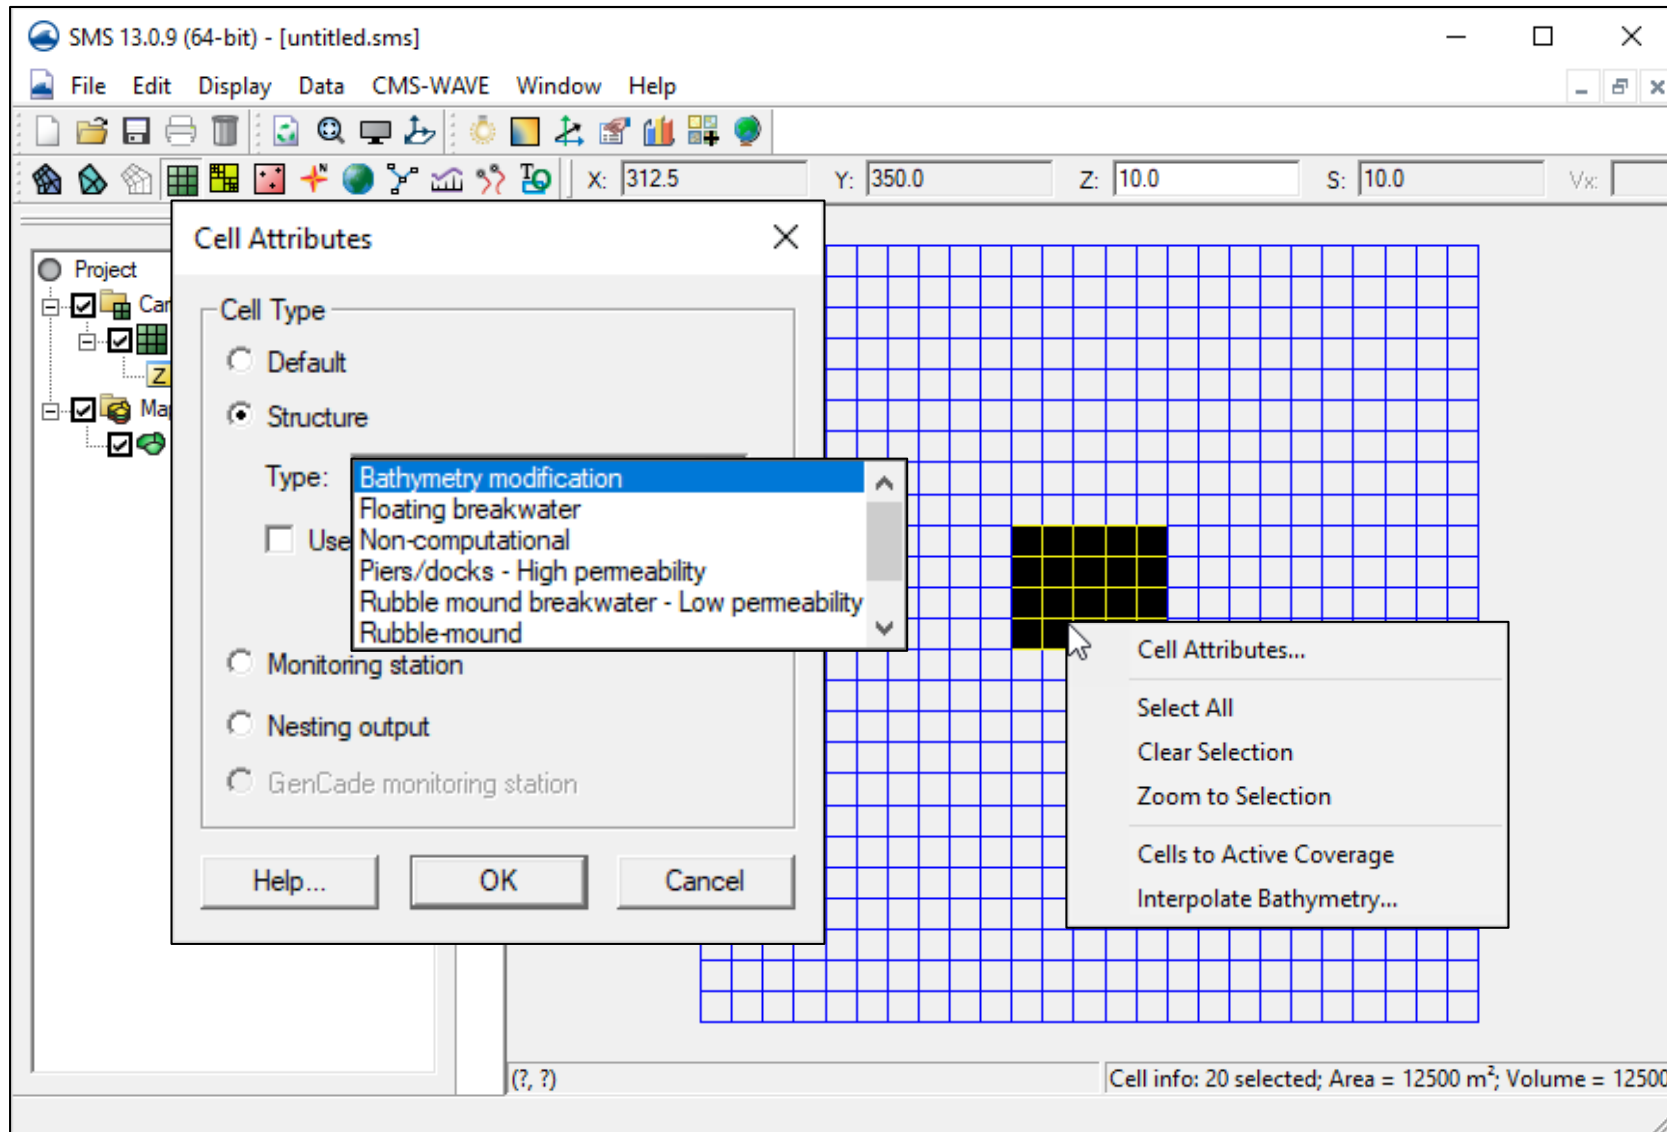 SMS 13.0.9 (64-bit) - [untitled.sms]
File Edit Display Data CMS-WAVE Window Help
X: 312.5 Y: 350.0 Z: 10.0 S: 10.0 Vx:
Cell Attributes
Project
Cell Type
Default
Structure
Type:
Bathymetry modification
Floating breakwater
Use
Non-computational
Piers/docks - High permeability
Rubble mound breakwater - Low permeability
Rubble-mound
Monitoring station
Nesting output
GenCade monitoring station
Help... OK Cancel
Cell Attributes...
Select All
Clear Selection
Zoom to Selection
Cells to Active Coverage
Interpolate Bathymetry...
(?, ?)
Cell info: 20 selected; Area = 12500 m²; Volume = 12500